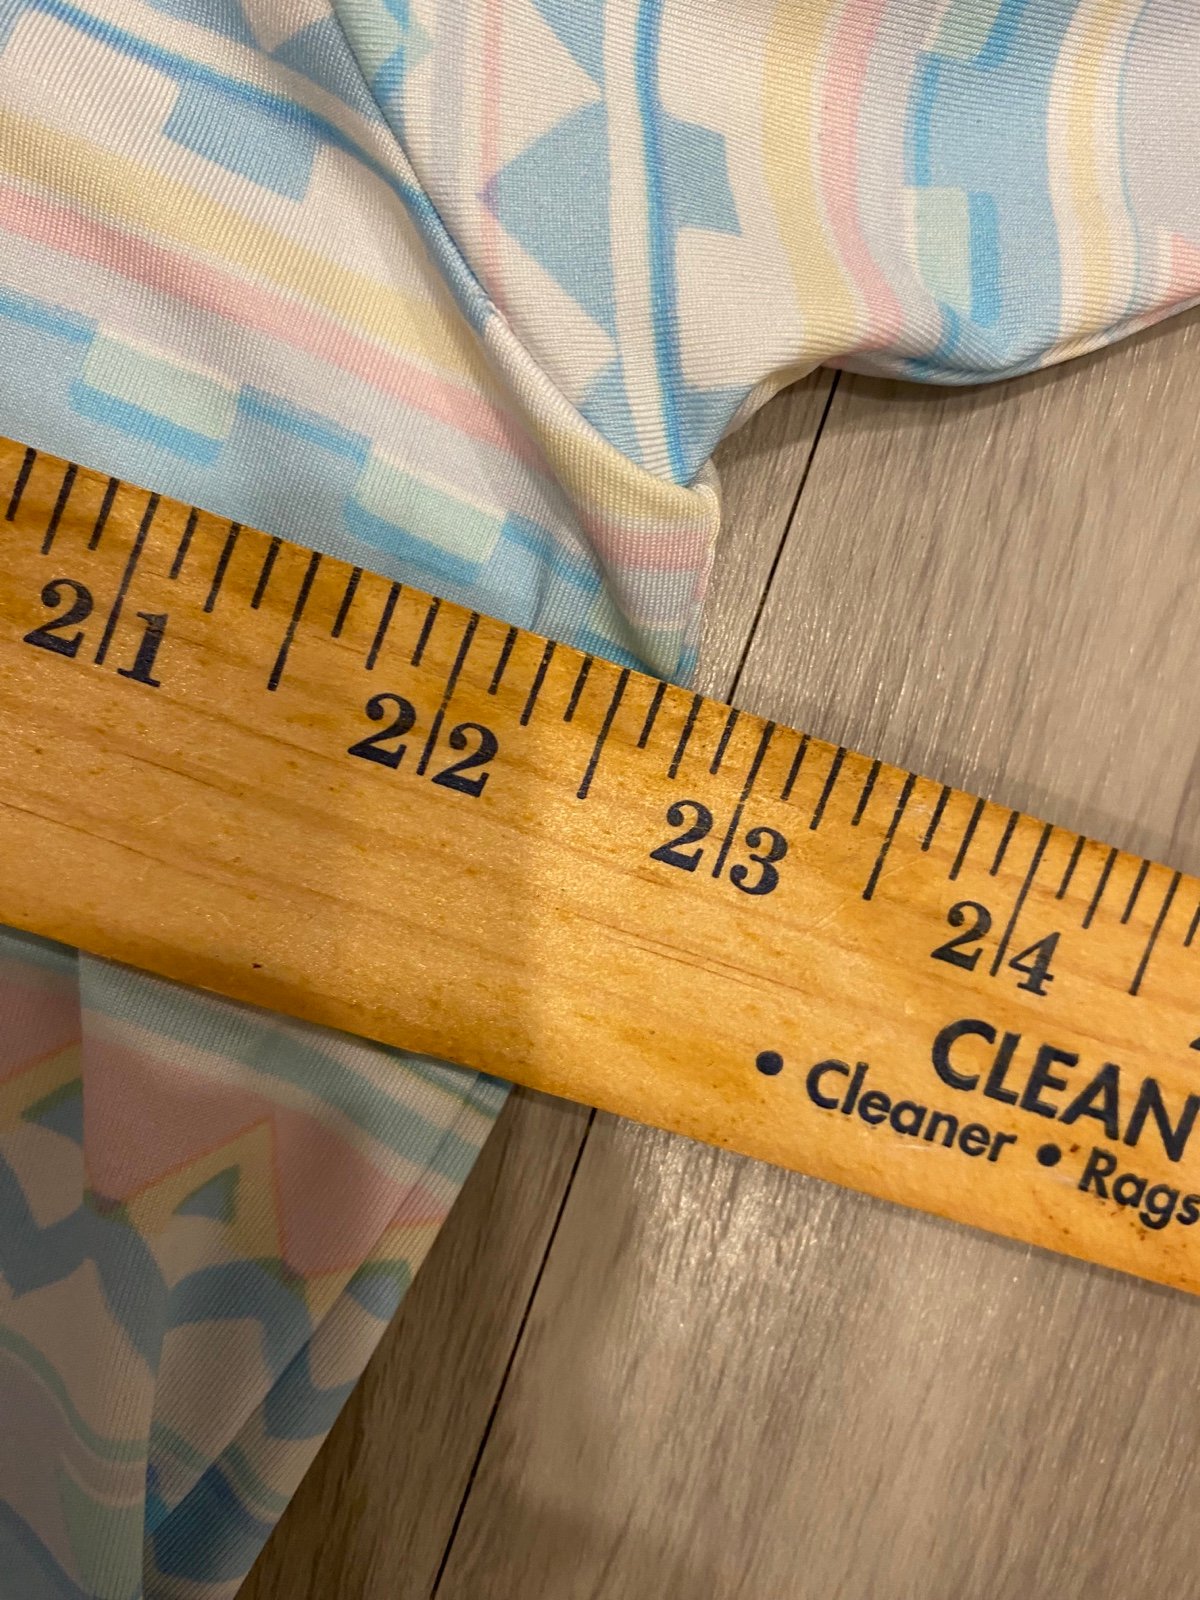 21 22 23 24
CLEAN
• Cleaner • Rags